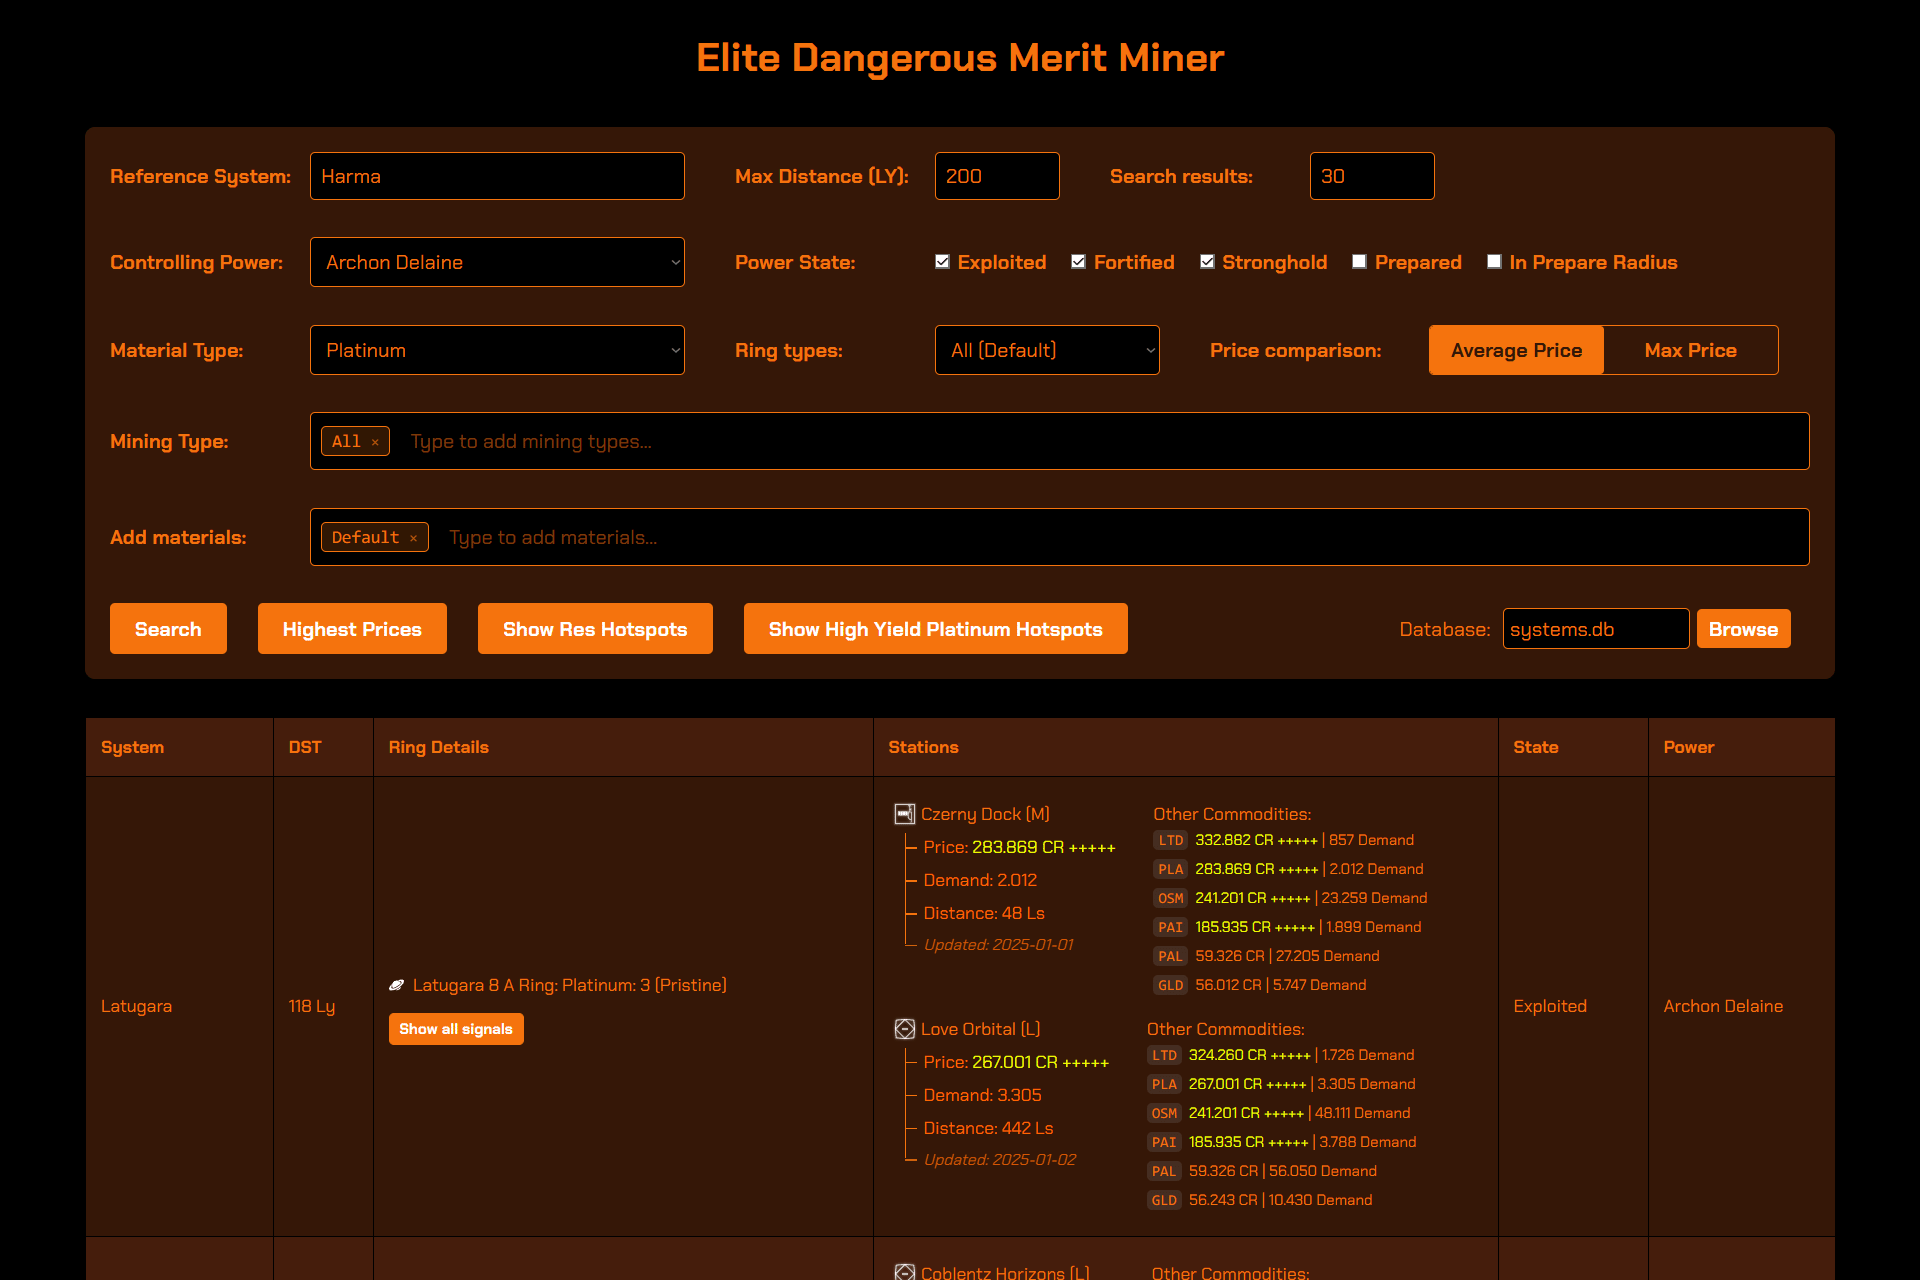 Elite Dangerous Merit Miner
Reference System: Harma Max Distance (LY): 200 Search results: 30
Controlling Power: Archon Delaine Power State: Exploited Fortified Stronghold Prepared In Prepare Radius
Material Type: Platinum Ring types: All (Default) Price comparison: Average Price Max Price
Mining Type: All × Type to add mining types...
Add materials: Default × Type to add materials...
Search Highest Prices Show Res Hotspots Show High Yield Platinum Hotspots Database: systems.db Browse
System DST Ring Details Stations State Power
Latugara
118 Ly
Latugara 8 A Ring: Platinum: 3 (Pristine)
Show all signals
Czerny Dock (M)
Price: 283.869 CR +++++
Demand: 2.012
Distance: 48 Ls
Updated: 2025-01-01
Other Commodities:
LTD 332.882 CR +++++ | 857 Demand
PLA 283.869 CR +++++ | 2.012 Demand
OSM 241.201 CR +++++ | 23.259 Demand
PAI 185.935 CR +++++ | 1.899 Demand
PAL 59.326 CR | 27.205 Demand
GLD 56.012 CR | 5.747 Demand
Love Orbital (L)
Price: 267.001 CR +++++
Demand: 3.305
Distance: 442 Ls
Updated: 2025-01-02
Other Commodities:
LTD 324.260 CR +++++ | 1.726 Demand
PLA 267.001 CR +++++ | 3.305 Demand
OSM 241.201 CR +++++ | 48.111 Demand
PAI 185.935 CR +++++ | 3.788 Demand
PAL 59.326 CR | 56.050 Demand
GLD 56.243 CR | 10.430 Demand
Exploited
Archon Delaine
Coblentz Horizons (L)
Other Commodities: